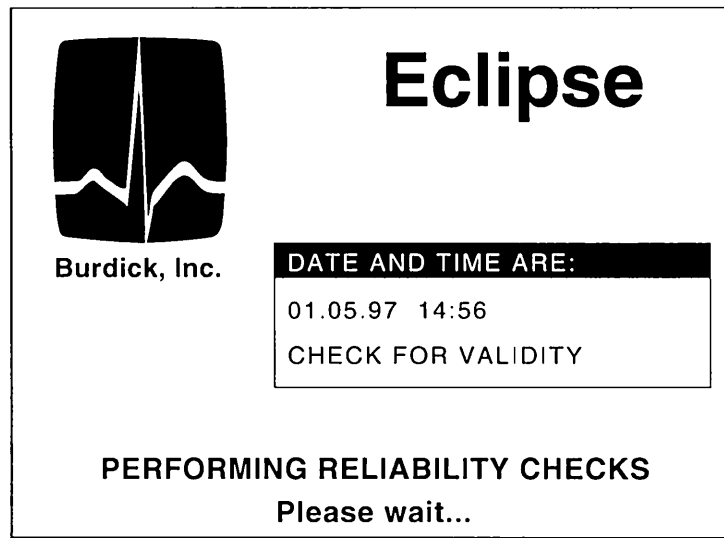 Eclipse
Burdick, Inc.
DATE AND TIME ARE:
01.05.97 14:56
CHECK FOR VALIDITY
PERFORMING RELIABILITY CHECKS
Please wait...